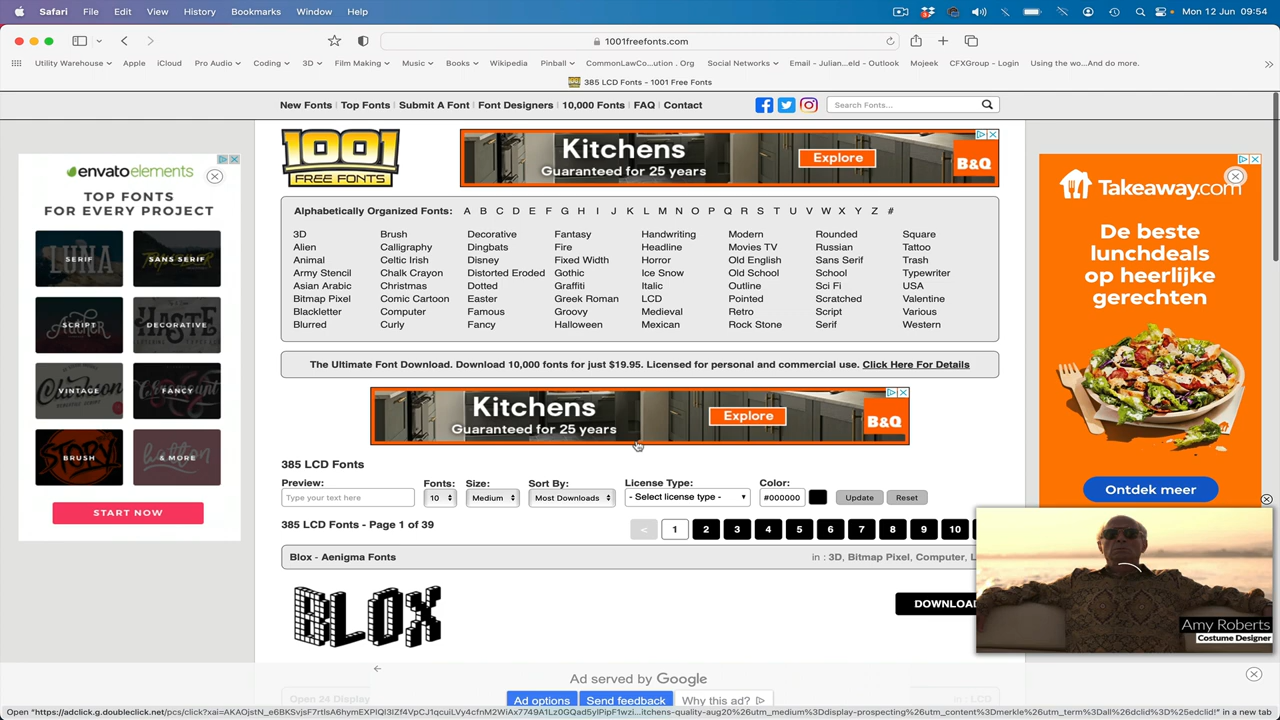 Safari File Edit View History Bookmarks Window Help Mon 12 Jun 09:54
1001freefonts.com
Utility Warehouse Apple iCloud Pro Audio Coding 3D Film Making Music Books Wikipedia Pinball CommonLawCo...ution . Org Social Networks Email - Julian...eld - Outlook Mojeek CFXGroup - Login Using the wo...And do more.
385 LCD Fonts - 1001 Free Fonts
New Fonts Top Fonts Submit A Font Font Designers 10,000 Fonts FAQ Contact
Search Fonts...
1001
FREE FONTS
Kitchens
Guaranteed for 25 years
Explore
B&Q
envato elements
TOP FONTS
FOR EVERY PROJECT
LUNA
SERIF
SANS SERIF
SCRIPT
DECORATIVE
VINTAGE
FANCY
BRUSH
& MORE
START NOW
Alphabetically Organized Fonts: A B C D E F G H I J K L M N O P Q R S T U V W X Y Z #
3D Brush Decorative Fantasy Handwriting Modern Rounded Square
Alien Calligraphy Dingbats Fire Headline Movies TV Russian Tattoo
Animal Celtic Irish Disney Fixed Width Horror Old English Sans Serif Trash
Army Stencil Chalk Crayon Distorted Eroded Gothic Ice Snow Old School School Typewriter
Asian Arabic Christmas Dotted Graffiti Italic Outline Sci Fi USA
Bitmap Pixel Comic Cartoon Easter Greek Roman LCD Pointed Scratched Valentine
Blackletter Computer Famous Groovy Medieval Retro Script Various
Blurred Curly Fancy Halloween Mexican Rock Stone Serif Western
The Ultimate Font Download. Download 10,000 fonts for just $19.95. Licensed for personal and commercial use. Click Here For Details
Kitchens
Guaranteed for 25 years
Explore
B&Q
Takeaway.com
De beste
lunchdeals
op heerlijke
gerechten
Ontdek meer
385 LCD Fonts
Preview: Fonts: Size: Sort By: License Type: Color:
Type your text here 10 Medium Most Downloads - Select license type - #000000 Update Reset
385 LCD Fonts - Page 1 of 39
< 1 2 3 4 5 6 7 8 9 10
Blox - Aenigma Fonts in : 3D, Bitmap Pixel, Computer, L
BLOX
DOWNLOAD
Amy Roberts
Costume Designer
Open 24 Display in : LCD
Ad served by Google
Ad options Send feedback Why this ad?